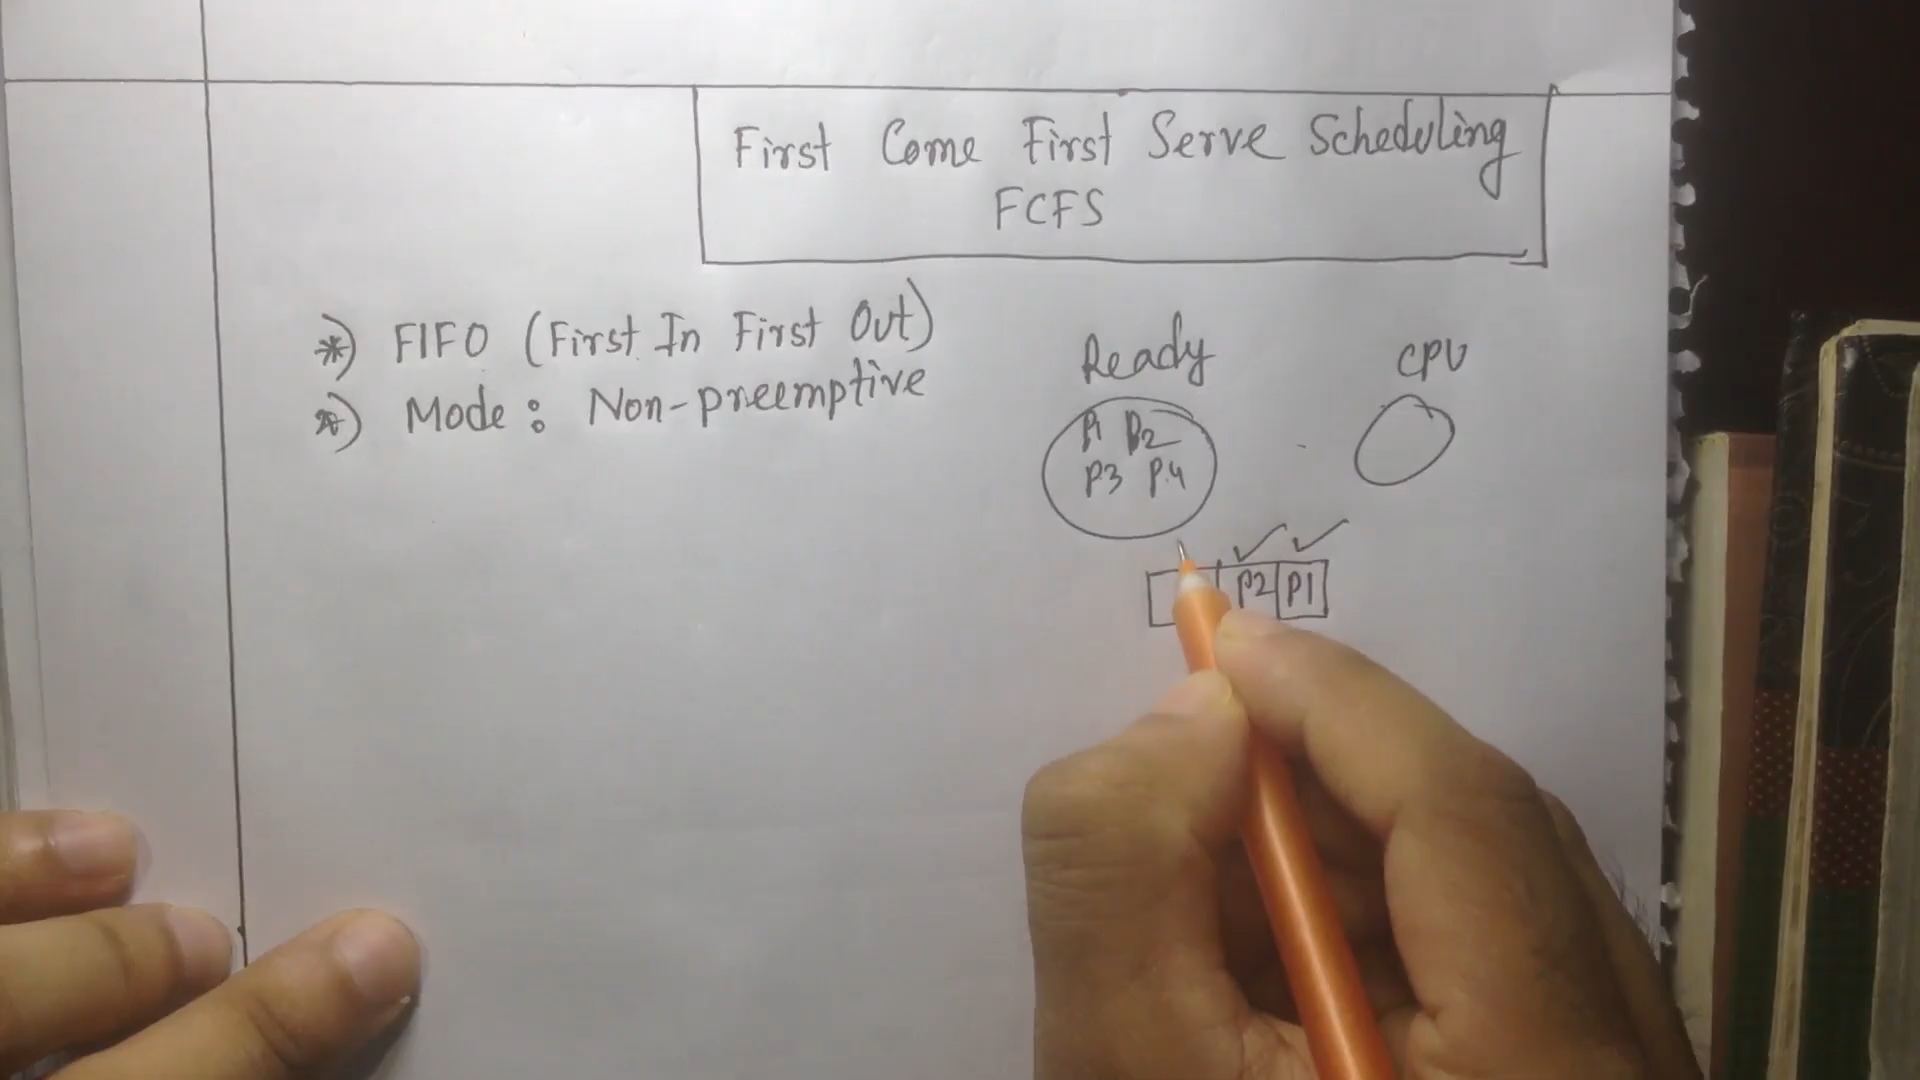 First Come First Serve Scheduling
FCFS
*) FIFO (First In First Out)
*) Mode : Non-preemptive
Ready
CPU
P1 P2
P3 P4
P2 P1